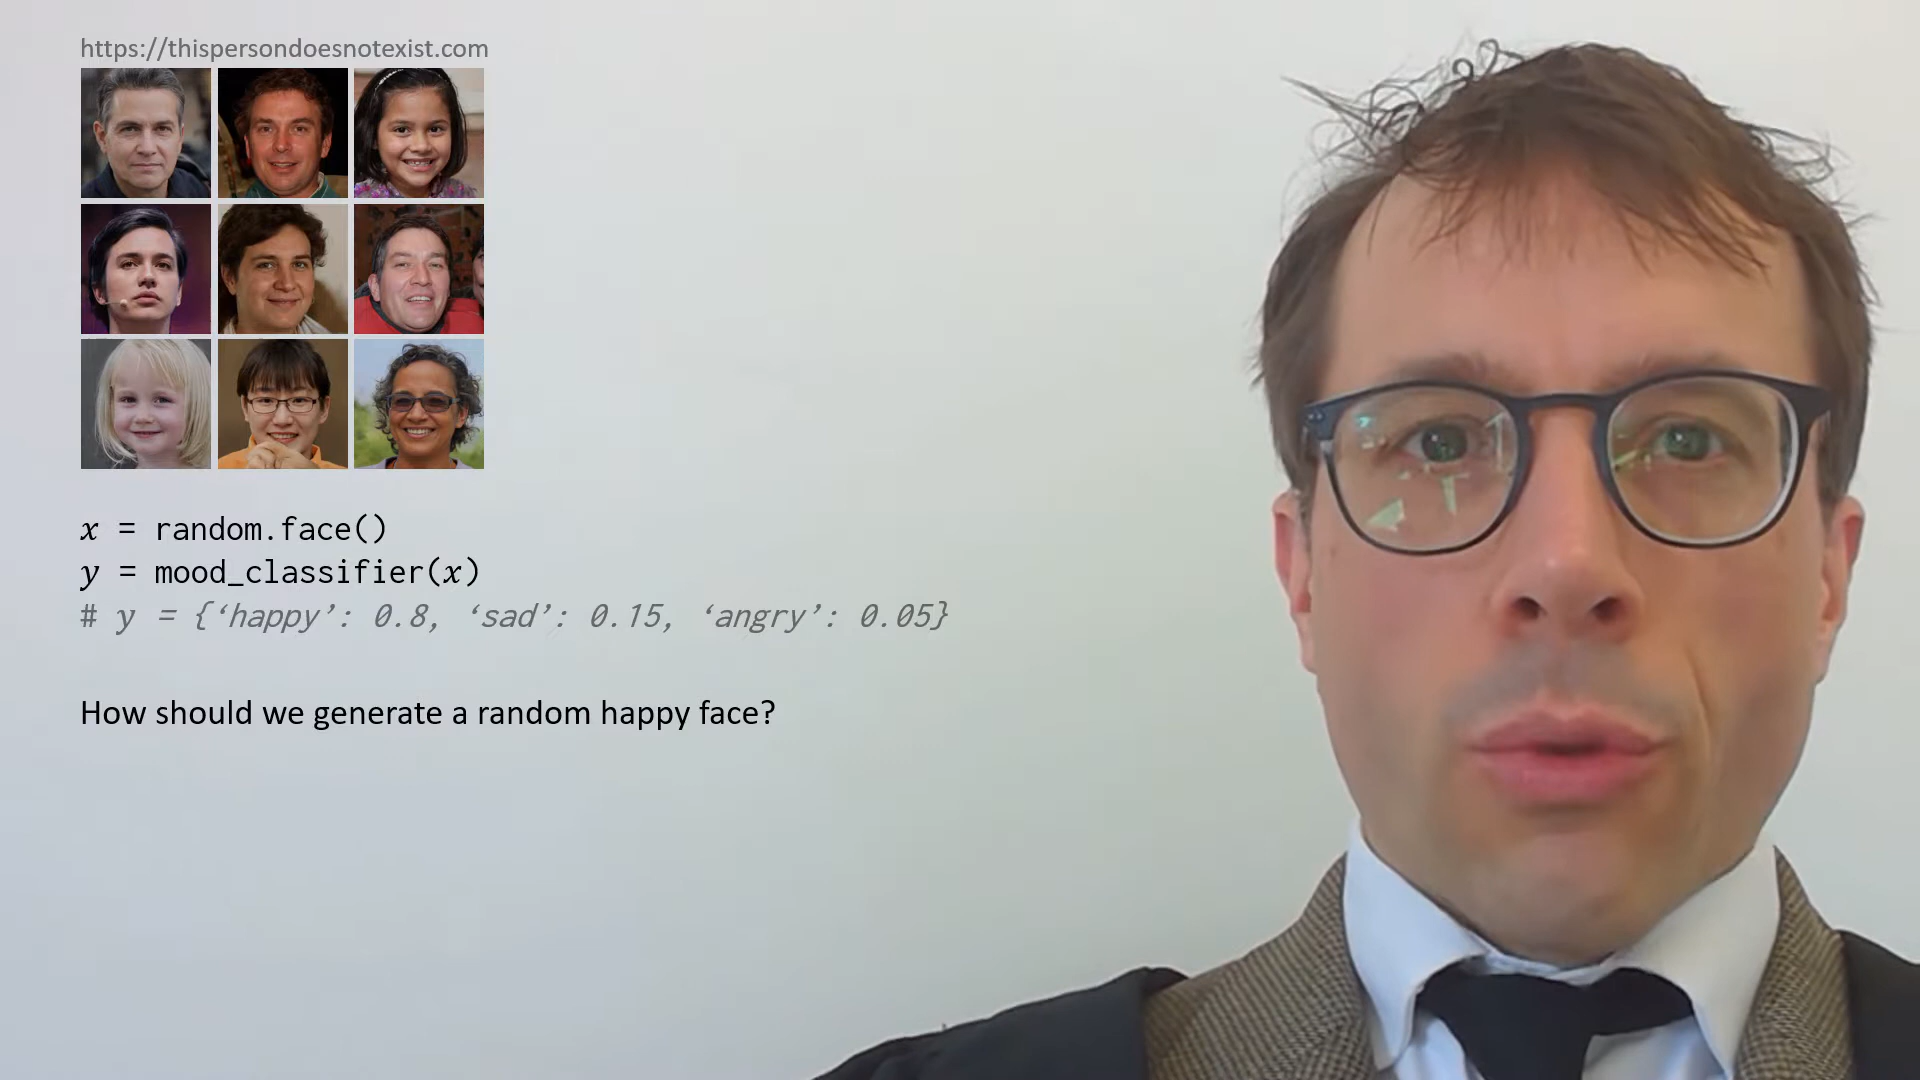 https://thispersondoesnotexist.com
x = random.face()
y = mood_classifier(x)
# y = {‘happy’: 0.8, ‘sad’: 0.15, ‘angry’: 0.05}
How should we generate a random happy face?